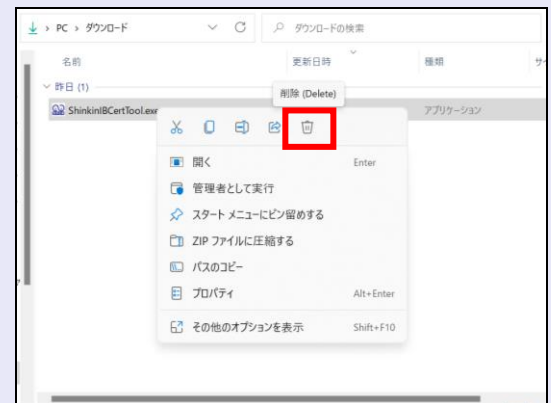 PC › ダウンロード
ダウンロードの検索
名前 更新日時 種類
昨日 (1)
削除 (Delete)
ShinkinIBCertTool.exe アプリケーション
開く Enter
管理者として実行
スタート メニューにピン留めする
ZIP ファイルに圧縮する
パスのコピー
プロパティ Alt+Enter
その他のオプションを表示 Shift+F10